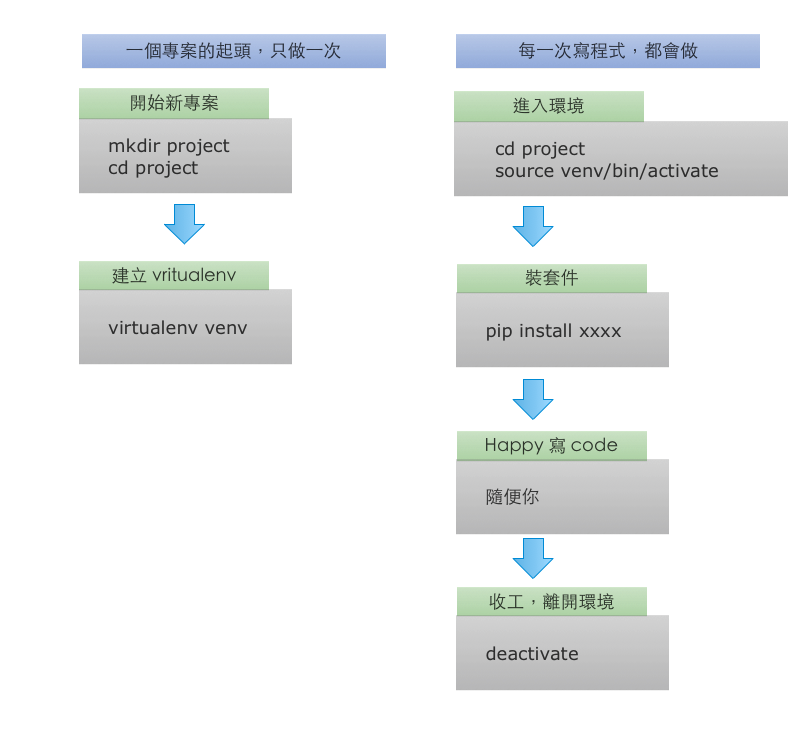 一個專案的起頭，只做一次
開始新專案
mkdir project
cd project
建立 vritualenv
virtualenv venv
每一次寫程式，都會做
進入環境
cd project
source venv/bin/activate
裝套件
pip install xxxx
Happy 寫 code
隨便你
收工，離開環境
deactivate